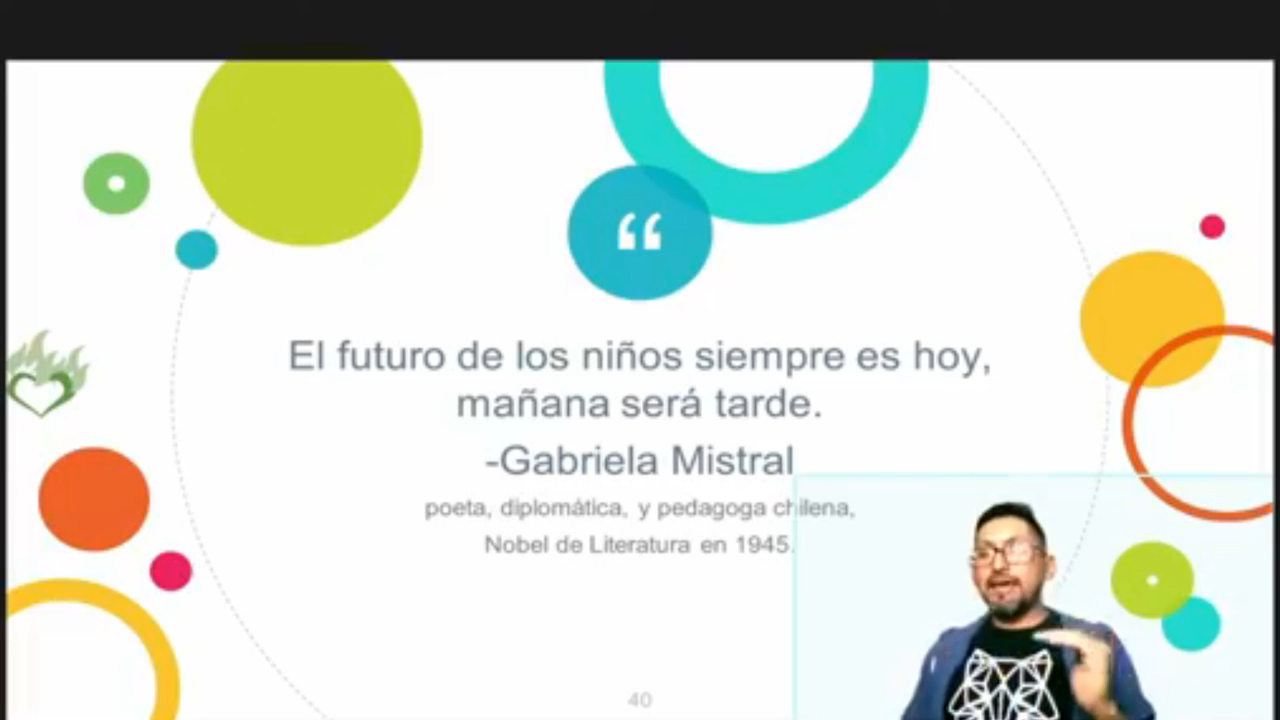 “
El futuro de los niños siempre es hoy,
mañana será tarde.
-Gabriela Mistral
poeta, diplomática, y pedagoga chilena,
Nobel de Literatura en 1945.
40